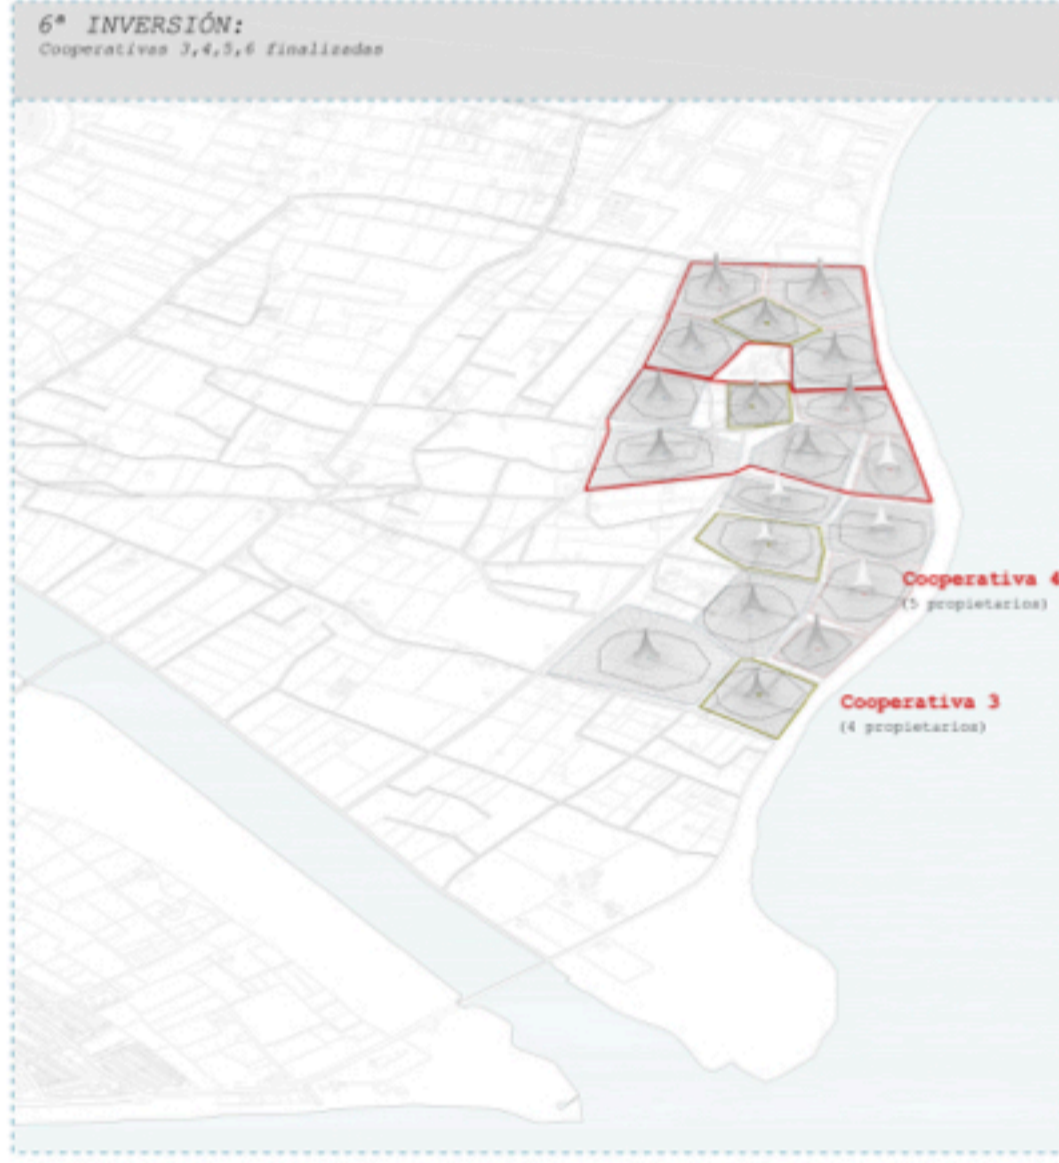 6ª INVERSIÓN:
Cooperativas 3,4,5,6 finalizadas
Cooperativa 4
(5 propietarios)
Cooperativa 3
(4 propietarios)